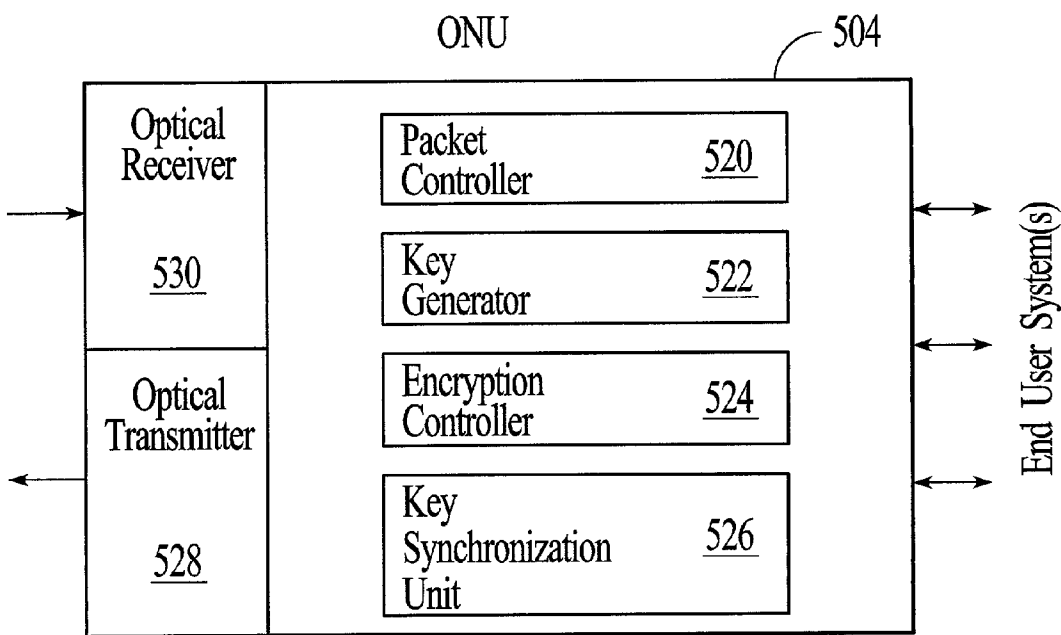 ONU
504
Optical
Receiver
530
Optical
Transmitter
528
Packet
Controller
520
Key
Generator
522
Encryption
Controller
524
Key
Synchronization
Unit
526
End User System(s)